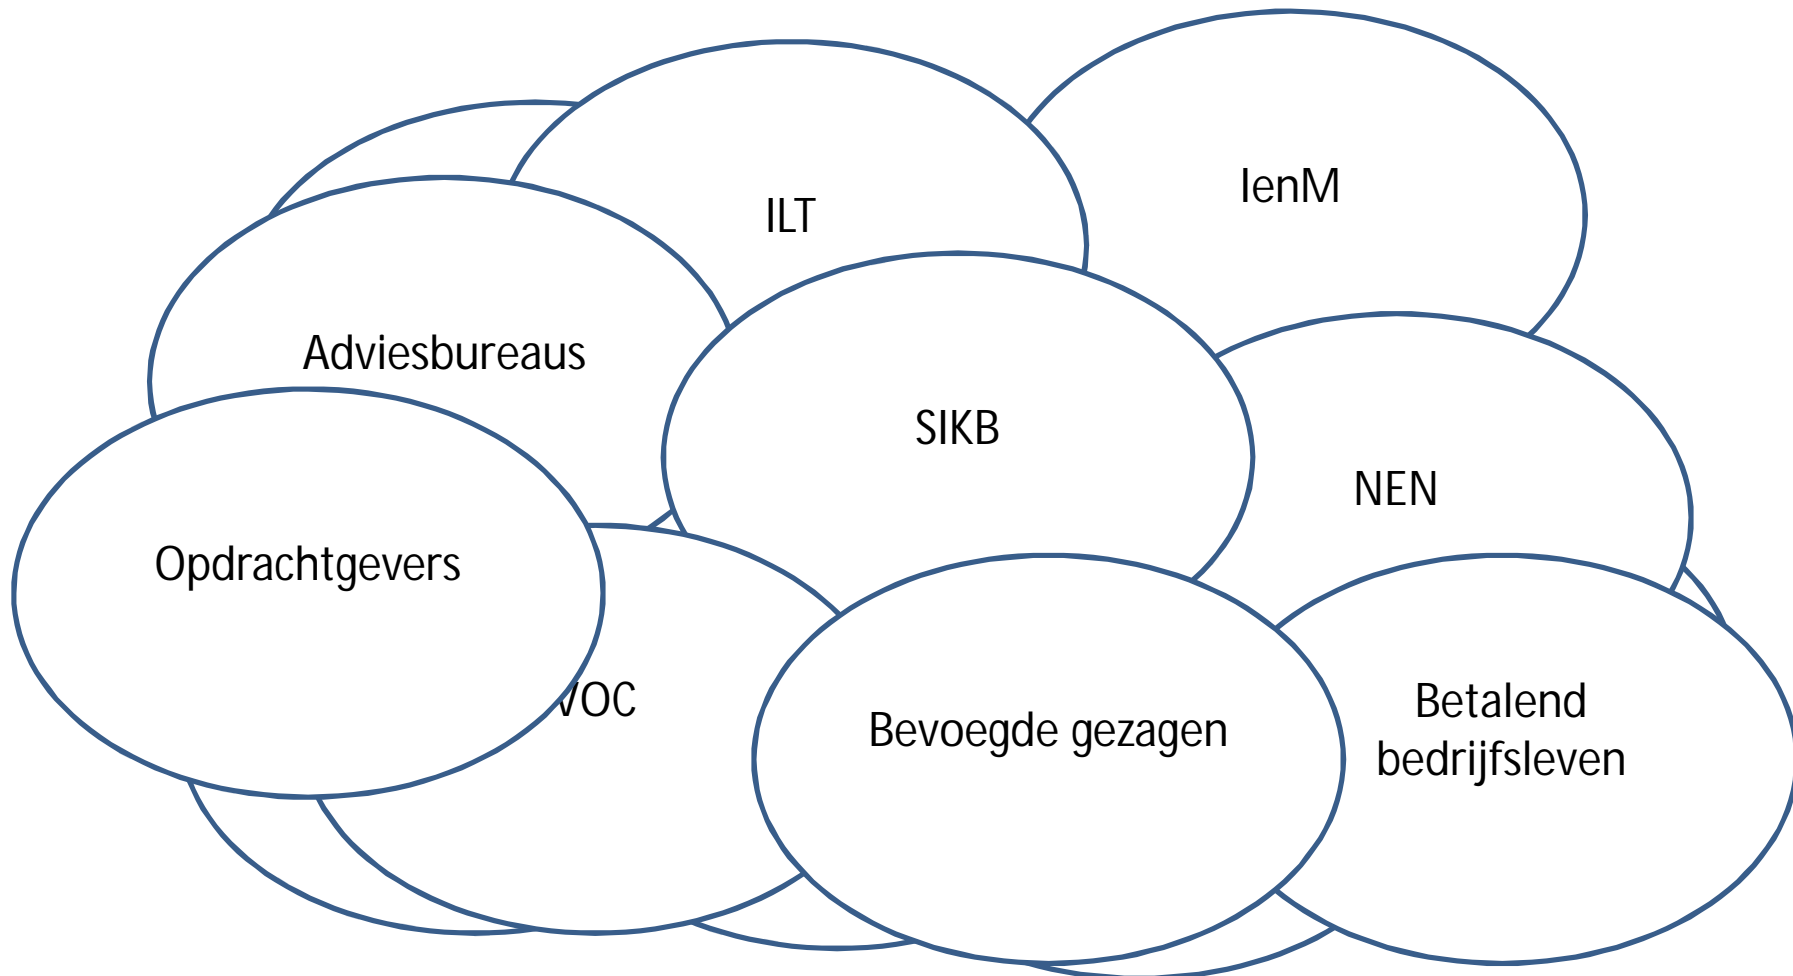 IenM
ILT
Adviesbureaus
SIKB
NEN
Opdrachtgevers
VOC
Bevoegde gezagen
Betalend
bedrijfsleven